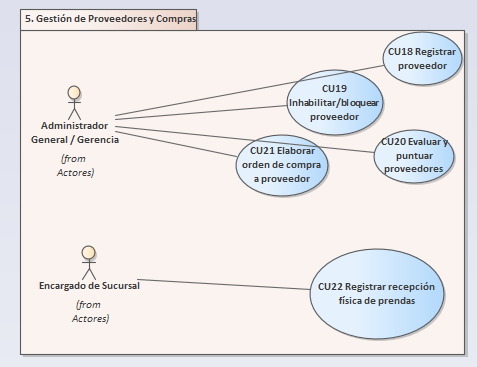 5. Gestión de Proveedores y Compras
CU18 Registrar
proveedor
CU19
Inhabilitar/bloquear
proveedor
Administrador
General / Gerencia
(from
Actores)
CU20 Evaluar y
puntuar
proveedores
CU21 Elaborar
orden de compra
a proveedor
Encargado de Sucursal
(from
Actores)
CU22 Registrar recepción
física de prendas